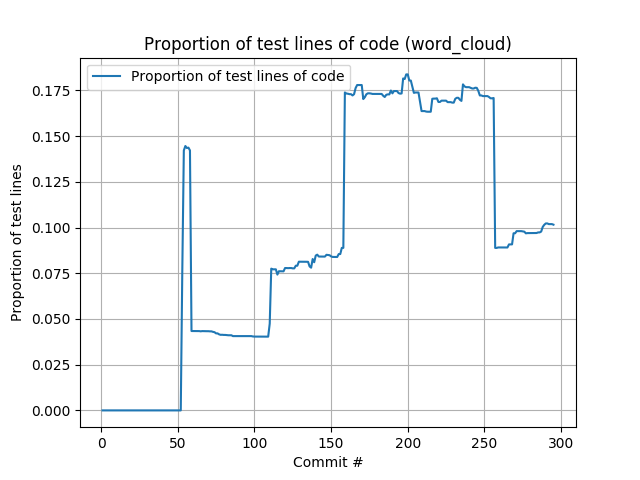 Proportion of test lines of code (word_cloud)
Proportion of test lines of code
Proportion of test lines
0.175
0.150
0.125
0.100
0.075
0.050
0.025
0.000
0 50 100 150 200 250 300
Commit #